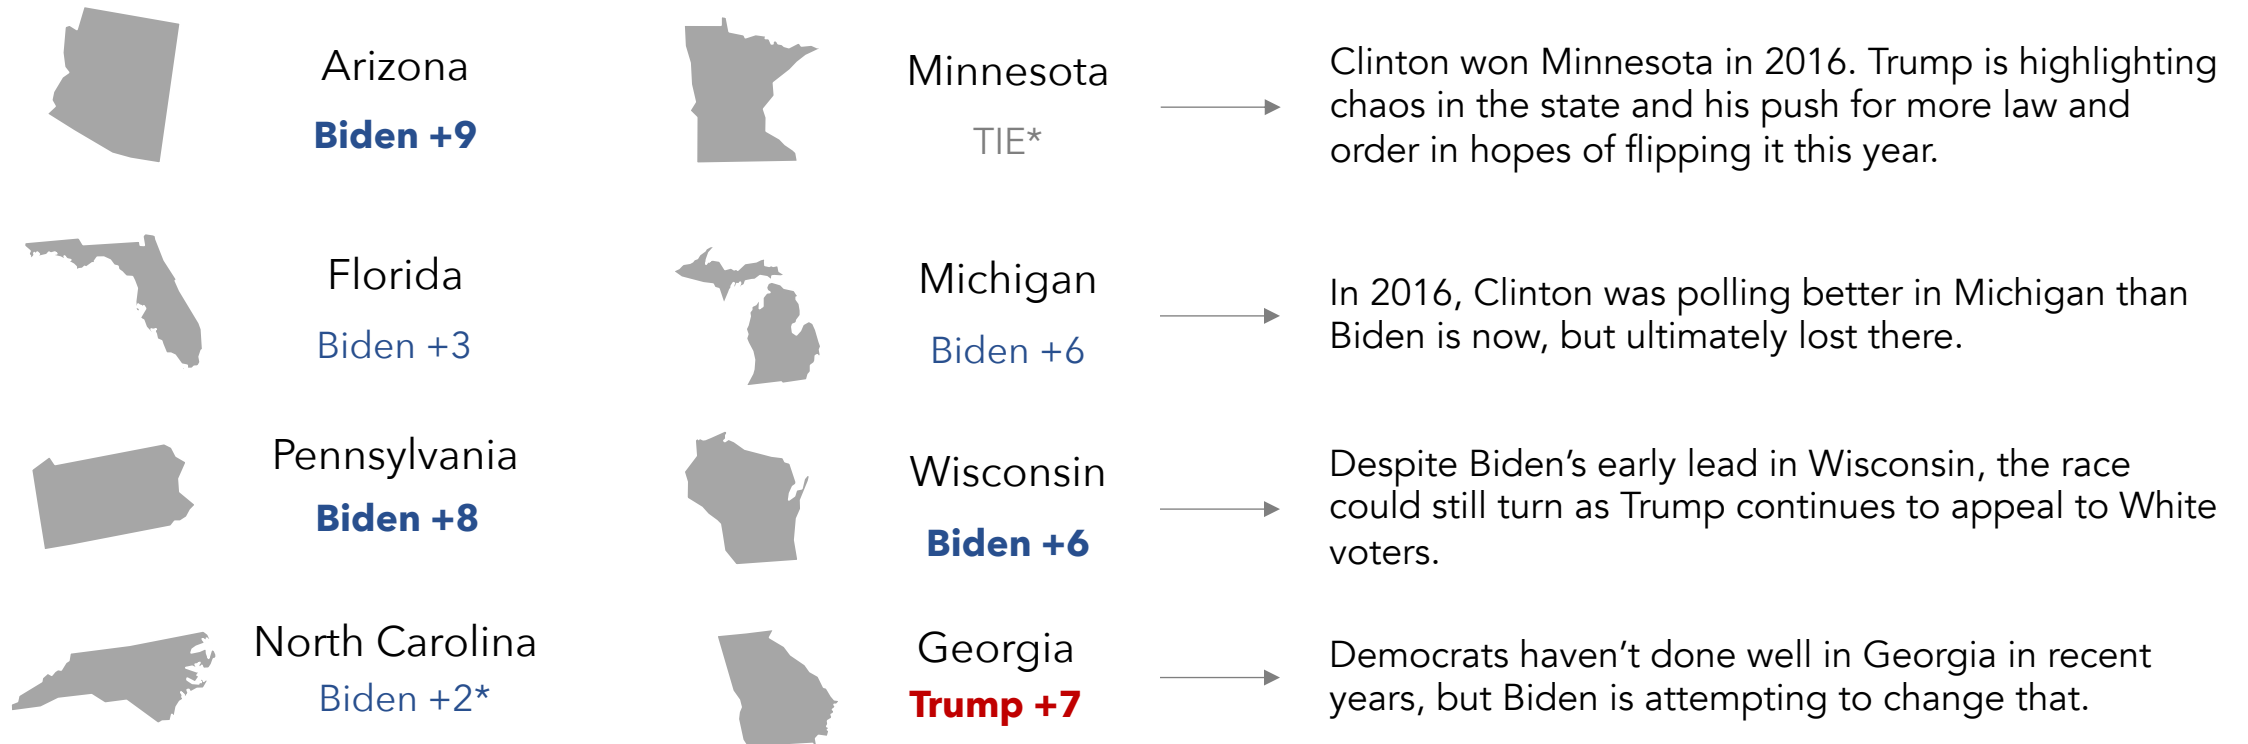 Arizona
Biden +9
Minnesota
TIE*
Clinton won Minnesota in 2016. Trump is highlighting
chaos in the state and his push for more law and
order in hopes of flipping it this year.
Florida
Biden +3
Michigan
Biden +6
In 2016, Clinton was polling better in Michigan than
Biden is now, but ultimately lost there.
Pennsylvania
Biden +8
Wisconsin
Biden +6
Despite Biden’s early lead in Wisconsin, the race
could still turn as Trump continues to appeal to White
voters.
North Carolina
Biden +2*
Georgia
Trump +7
Democrats haven’t done well in Georgia in recent
years, but Biden is attempting to change that.